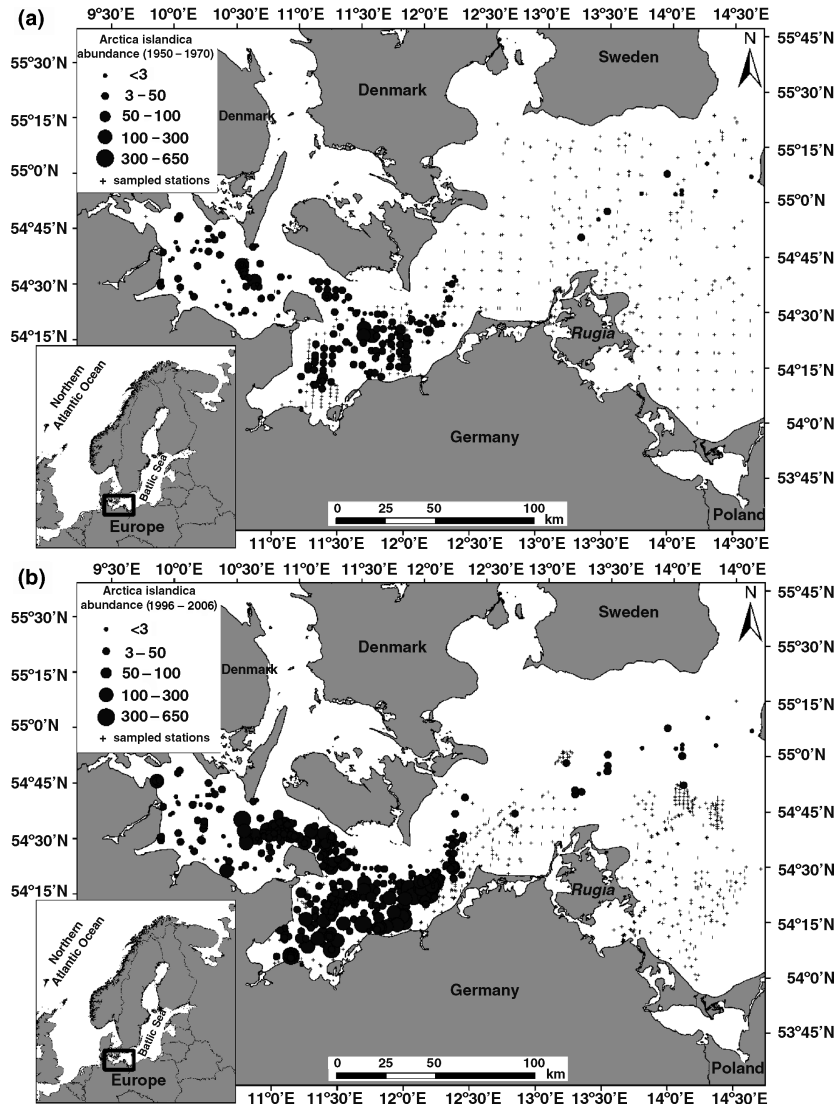 (a)
9°30'E 10°0'E 10°30'E 11°0'E 11°30'E 12°0'E 12°30'E 13°0'E 13°30'E 14°0'E 14°30'E
Arctica islandica
abundance (1950 – 1970)
<3
3 – 50
50 – 100
100 – 300
300 – 650
+ sampled stations
55°30'N
55°15'N
55°0'N
54°45'N
54°30'N
54°15'N
N
Sweden
Denmark
Denmark
Rugia
Germany
Poland
55°45'N
55°30'N
55°15'N
55°0'N
54°45'N
54°30'N
54°15'N
54°0'N
53°45'N
Northern
Atlantic Ocean
Batlic Sea
Europe
0 25 50 100
km
11°0'E 11°30'E 12°0'E 12°30'E 13°0'E 13°30'E 14°0'E 14°30'E
(b)
9°30'E 10°0'E 10°30'E 11°0'E 11°30'E 12°0'E 12°30'E 13°0'E 13°30'E 14°0'E 14°30'E
Arctica islandica
abundance (1996 – 2006)
<3
3 – 50
50 – 100
100 – 300
300 – 650
+ sampled stations
55°30'N
55°15'N
55°0'N
54°45'N
54°30'N
54°15'N
N
Sweden
Denmark
Denmark
Rugia
Germany
Poland
55°45'N
55°30'N
55°15'N
55°0'N
54°45'N
54°30'N
54°15'N
54°0'N
53°45'N
Northern
Atlantic Ocean
Batlic Sea
Europe
0 25 50 100
km
11°0'E 11°30'E 12°0'E 12°30'E 13°0'E 13°30'E 14°0'E 14°30'E